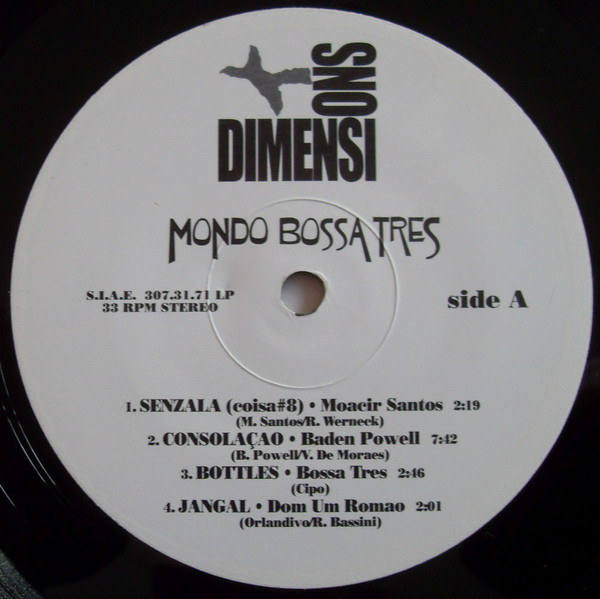 DIMENSIONS
MONDO BOSSA TRES
S.I.A.E. 307.31.71 LP
33 RPM STEREO
side A
1. SENZALA (coisa#8) • Moacir Santos 2:19
(M. Santos/R. Werneck)
2. CONSOLAÇAO • Baden Powell 7:42
(B. Powell/V. De Moraes)
3. BOTTLES • Bossa Tres 2:46
(Cipo)
4. JANGAL • Dom Um Romao 2:01
(Orlandivo/R. Bassini)